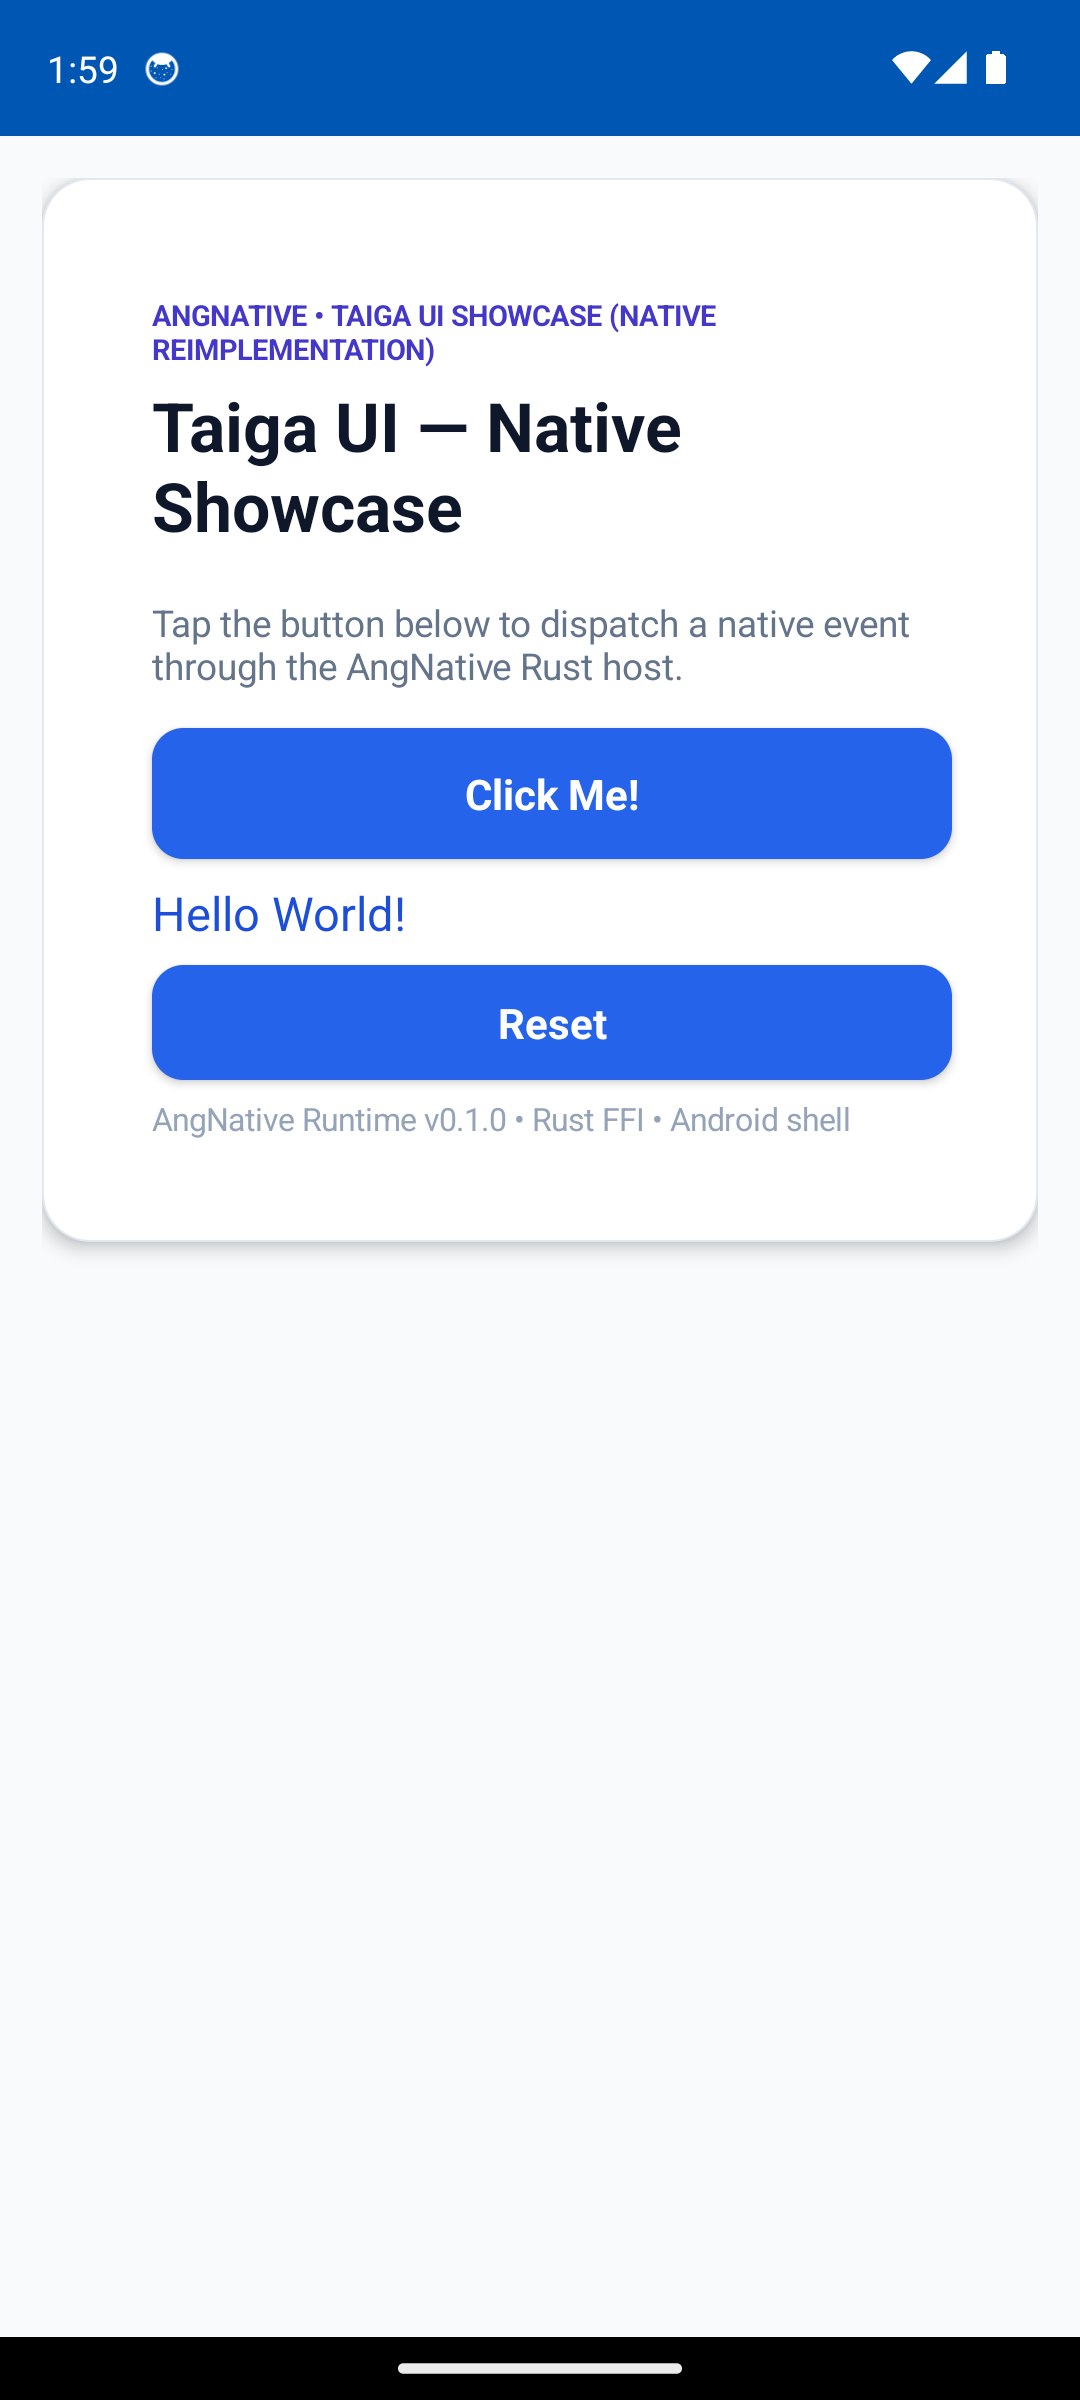 1:59
ANGNATIVE • TAIGA UI SHOWCASE (NATIVE
REIMPLEMENTATION)
Taiga UI — Native
Showcase
Tap the button below to dispatch a native event
through the AngNative Rust host.
Click Me!
Hello World!
Reset
AngNative Runtime v0.1.0 • Rust FFI • Android shell